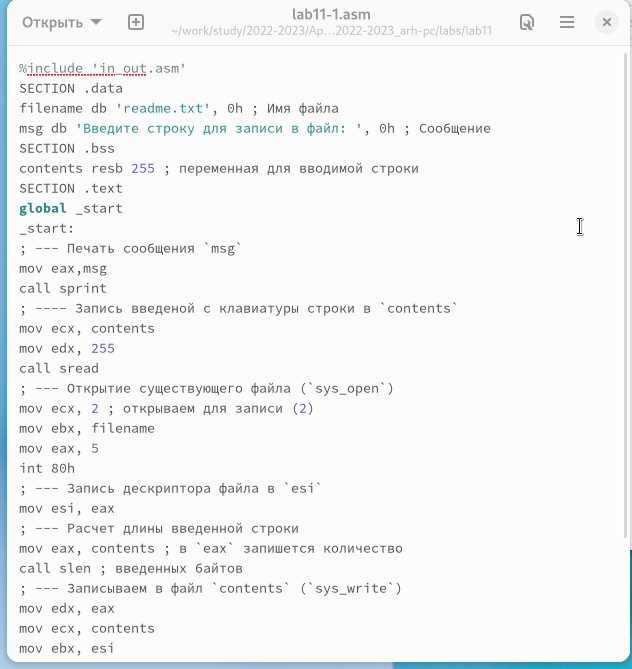 Открыть
lab11-1.asm
~/work/study/2022-2023/Ap...2022-2023_arh-pc/labs/lab11
%include 'in_out.asm'
SECTION .data
filename db 'readme.txt', 0h ; Имя файла
msg db 'Введите строку для записи в файл: ', 0h ; Сообщение
SECTION .bss
contents resb 255 ; переменная для вводимой строки
SECTION .text
global _start
_start:
; --- Печать сообщения `msg`
mov eax,msg
call sprint
; ---- Запись введеной с клавиатуры строки в `contents`
mov ecx, contents
mov edx, 255
call sread
; --- Открытие существующего файла (`sys_open`)
mov ecx, 2 ; открываем для записи (2)
mov ebx, filename
mov eax, 5
int 80h
; --- Запись дескриптора файла в `esi`
mov esi, eax
; --- Расчет длины введенной строки
mov eax, contents ; в `eax` запишется количество
call slen ; введенных байтов
; --- Записываем в файл `contents` (`sys_write`)
mov edx, eax
mov ecx, contents
mov ebx, esi